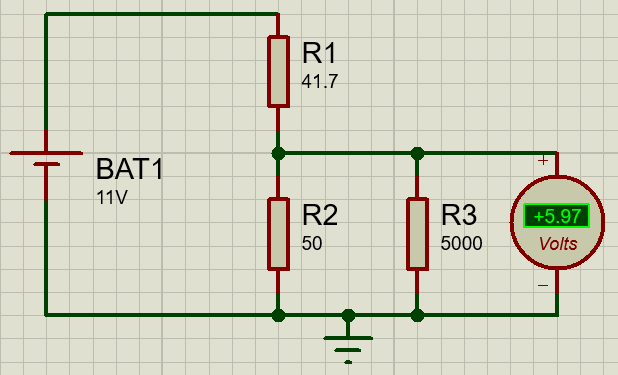 R1
41.7
BAT1
11V
R2
50
R3
5000
+
+5.97
Volts
−